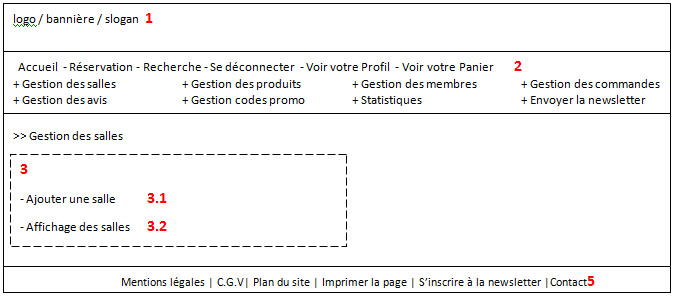 logo / bannière / slogan 1
Accueil - Réservation - Recherche - Se déconnecter - Voir votre Profil - Voir votre Panier 2
+ Gestion des salles + Gestion des produits + Gestion des membres + Gestion des commandes
+ Gestion des avis + Gestion codes promo + Statistiques + Envoyer la newsletter
>> Gestion des salles
3
- Ajouter une salle 3.1
- Affichage des salles 3.2
Mentions légales | C.G.V| Plan du site | Imprimer la page | S'inscrire à la newsletter |Contact5